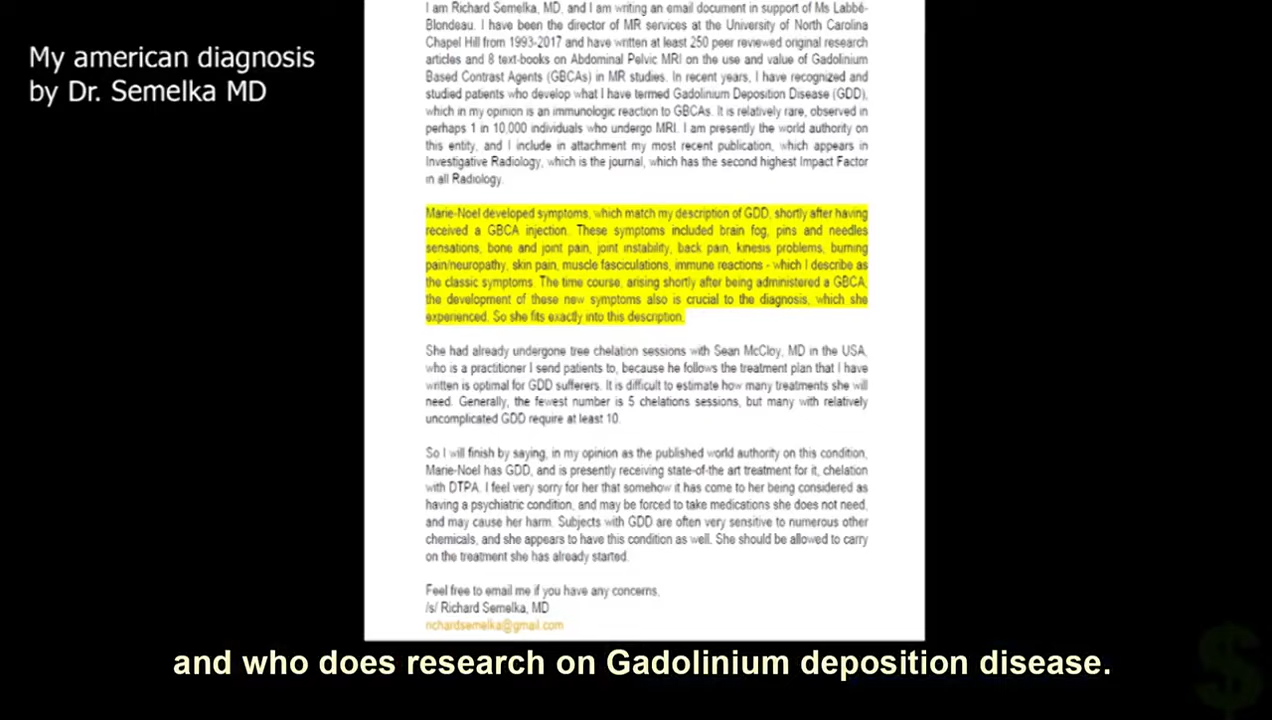 My american diagnosis
by Dr. Semelka MD
I am Richard Semelka, MD, and I am writing an email document in support of Ms Labbé-
Blondeau. I have been the director of MR services at the University of North Carolina
Chapel Hill from 1993-2017 and have written at least 250 peer reviewed original research
articles and 8 text-books on Abdominal Pelvic MRI on the use and value of Gadolinium
Based Contrast Agents (GBCAs) in MR studies. In recent years, I have recognized and
studied patients who develop what I have termed Gadolinium Deposition Disease (GDD),
which in my opinion is an immunologic reaction to GBCAs. It is relatively rare, observed in
perhaps 1 in 10,000 individuals who undergo MRI. I am presently the world authority on
this entity, and I include in attachment my most recent publication, which appears in
Investigative Radiology, which is the journal, which has the second highest Impact Factor
in all Radiology.
Marie-Noel developed symptoms, which match my description of GDD, shortly after having
received a GBCA injection. These symptoms included brain fog, pins and needles
sensations, bone and joint pain, joint instability, back pain, kinesis problems, burning
pain/neuropathy, skin pain, muscle fasciculations, immune reactions - which I describe as
the classic symptoms. The time course, arising shortly after being administered a GBCA,
the development of these new symptoms also is crucial to the diagnosis, which she
experienced. So she fits exactly into this description.
She had already undergone tree chelation sessions with Sean McCloy, MD in the USA,
who is a practitioner I send patients to, because he follows the treatment plan that I have
written is optimal for GDD sufferers. It is difficult to estimate how many treatments she will
need. Generally, the fewest number is 5 chelations sessions, but many with relatively
uncomplicated GDD require at least 10.
So I will finish by saying, in my opinion as the published world authority on this condition,
Marie-Noel has GDD, and is presently receiving state-of-the art treatment for it, chelation
with DTPA. I feel very sorry for her that somehow it has come to her being considered as
having a psychiatric condition, and may be forced to take medications she does not need,
and may cause her harm. Subjects with GDD are often very sensitive to numerous other
chemicals, and she appears to have this condition as well. She should be allowed to carry
on the treatment she has already started.
Feel free to email me if you have any concerns,
/s/ Richard Semelka, MD
richardsemelka@gmail.com
and who does research on Gadolinium deposition disease.